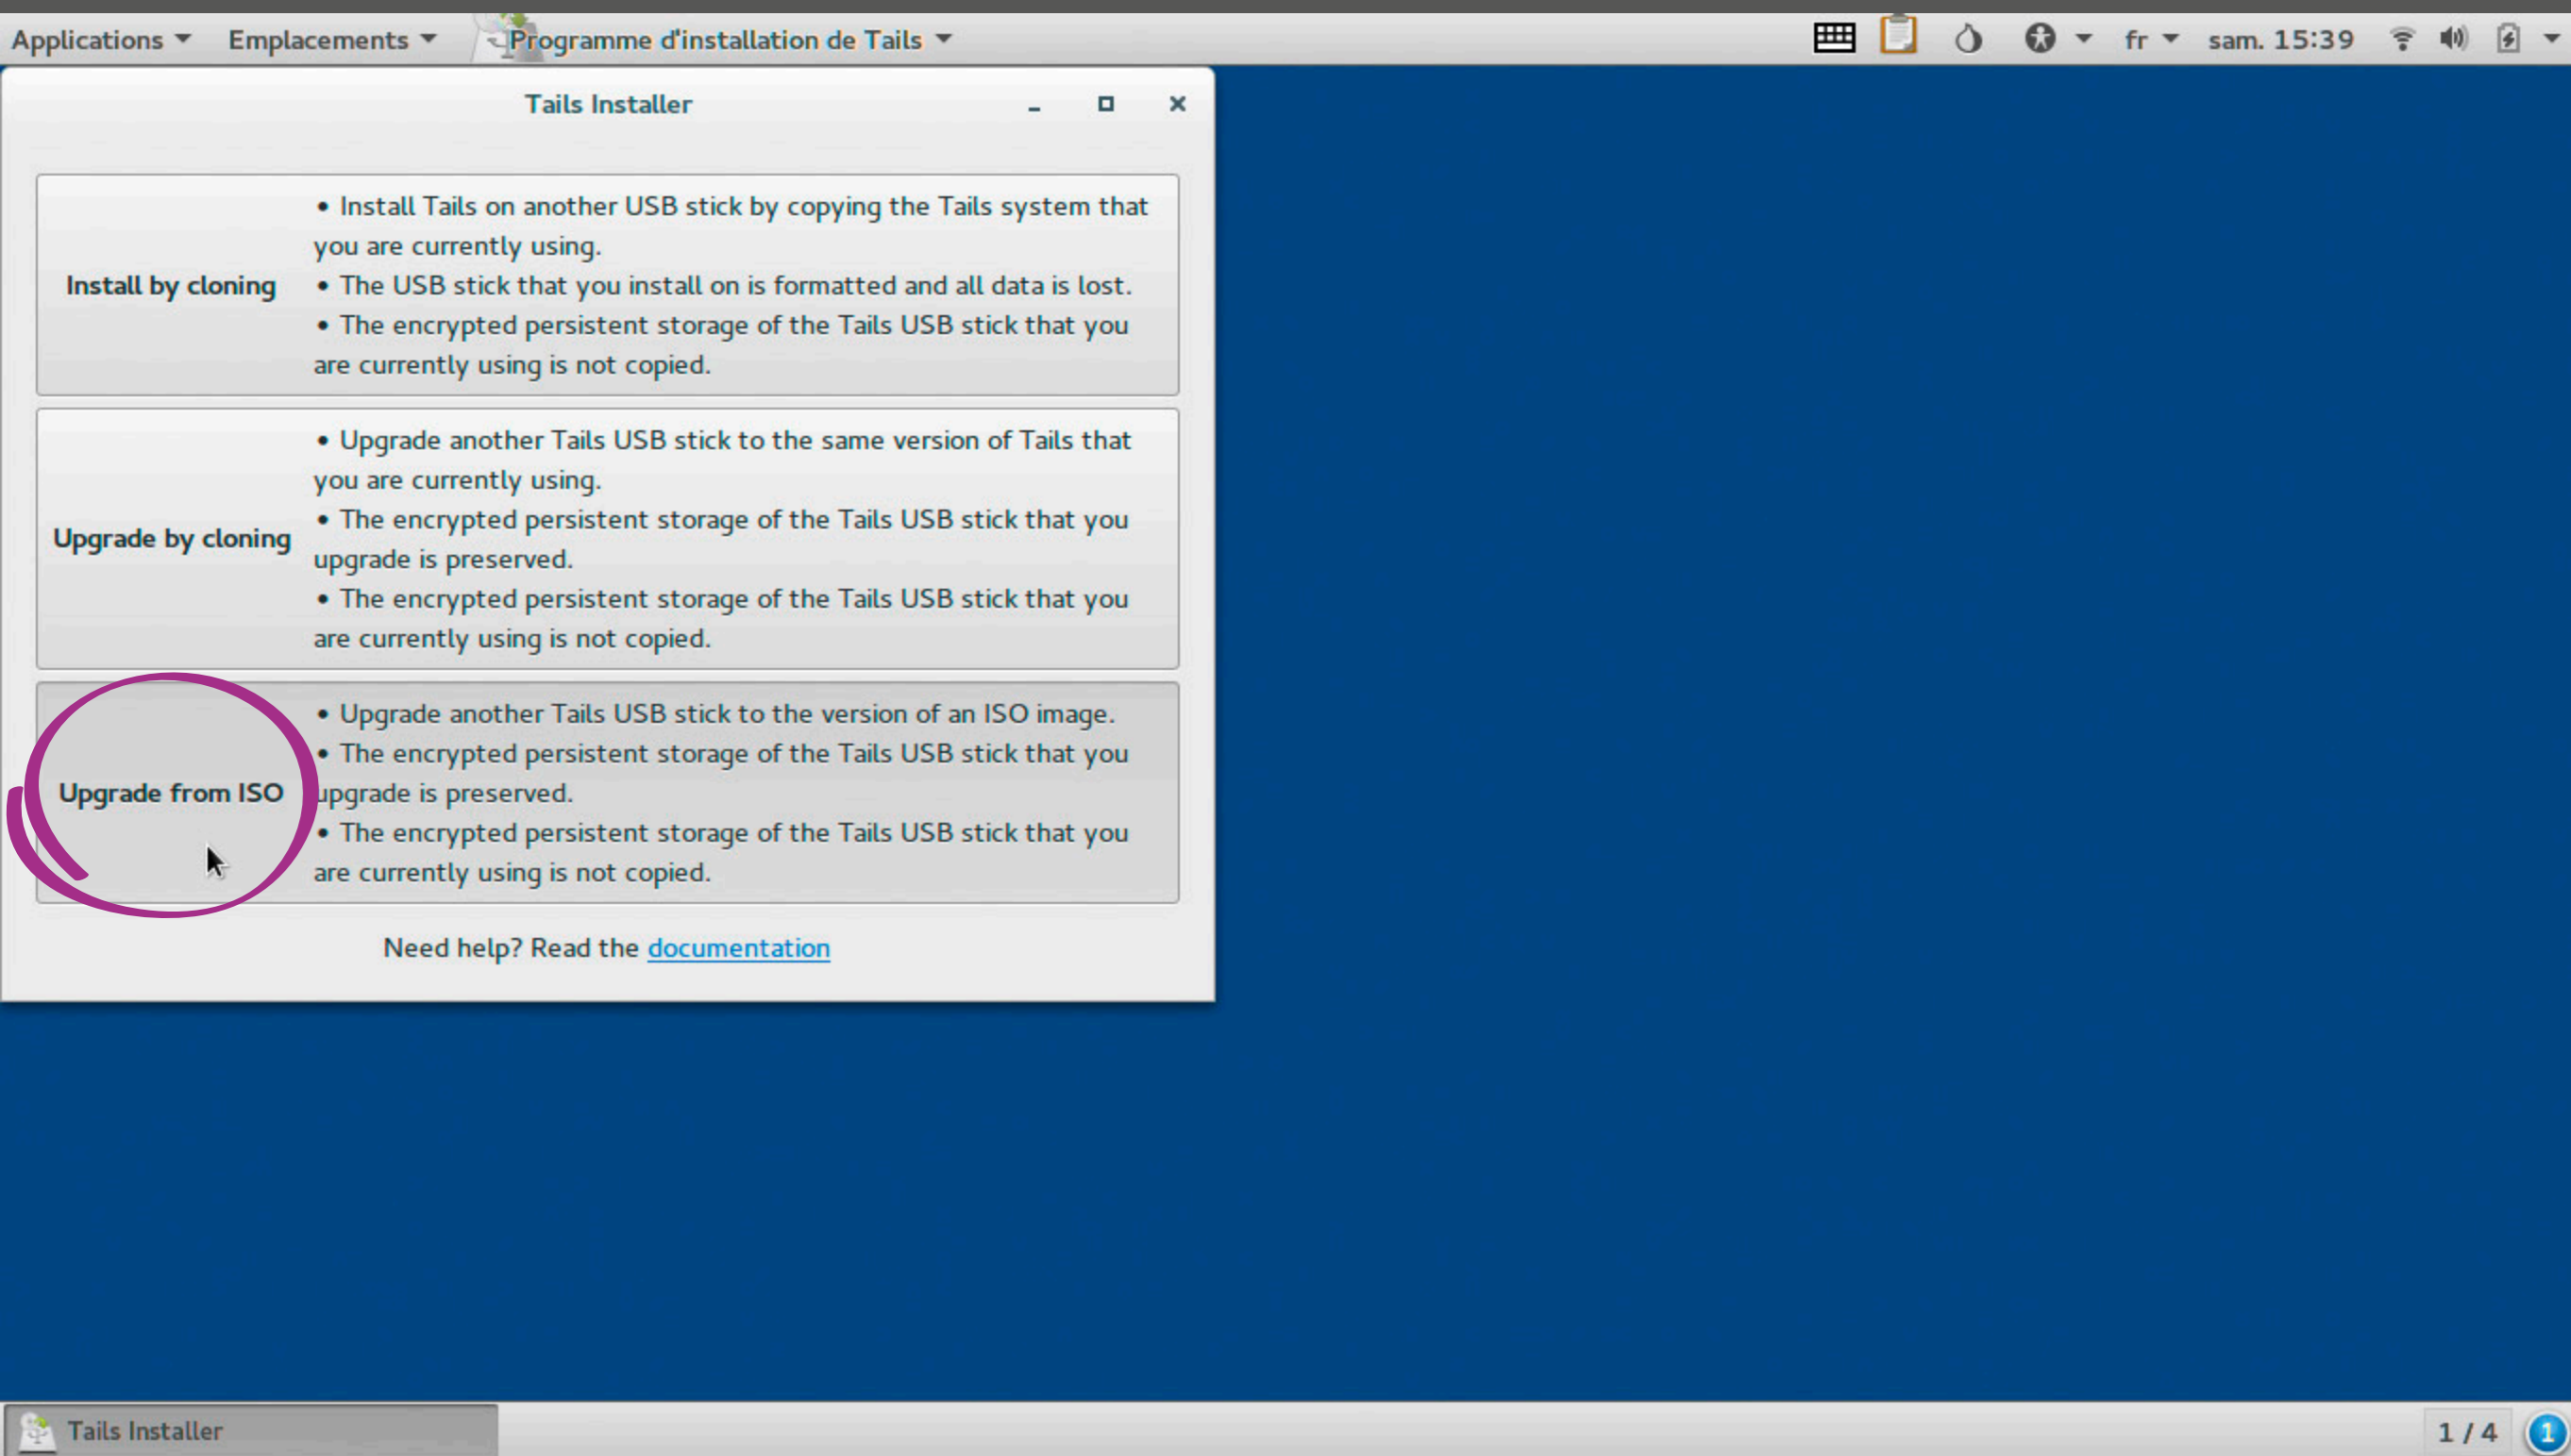 Applications Emplacements Programme d'installation de Tails fr sam. 15:39
Tails Installer
Install by cloning
• Install Tails on another USB stick by copying the Tails system that
you are currently using.
• The USB stick that you install on is formatted and all data is lost.
• The encrypted persistent storage of the Tails USB stick that you
are currently using is not copied.
Upgrade by cloning
• Upgrade another Tails USB stick to the same version of Tails that
you are currently using.
• The encrypted persistent storage of the Tails USB stick that you
upgrade is preserved.
• The encrypted persistent storage of the Tails USB stick that you
are currently using is not copied.
Upgrade from ISO
• Upgrade another Tails USB stick to the version of an ISO image.
• The encrypted persistent storage of the Tails USB stick that you
upgrade is preserved.
• The encrypted persistent storage of the Tails USB stick that you
are currently using is not copied.
Need help? Read the documentation
Tails Installer
1 / 4 1